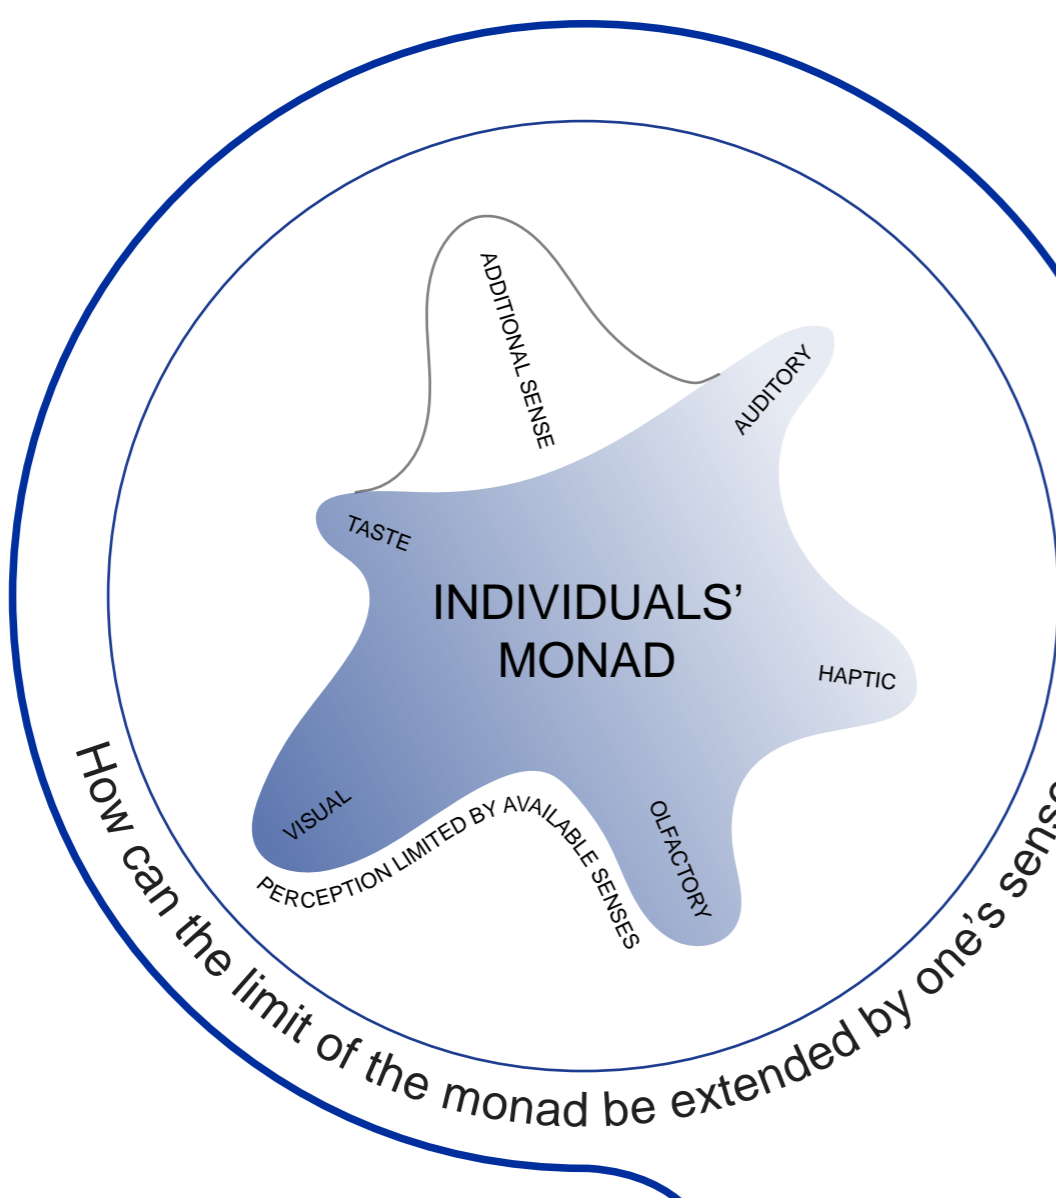 ADDITIONAL SENSE
AUDITORY
TASTE
INDIVIDUALS’
MONAD
HAPTIC
VISUAL
OLFACTORY
PERCEPTION LIMITED BY AVAILABLE SENSES
How can the limit of the monad be extended by one’s